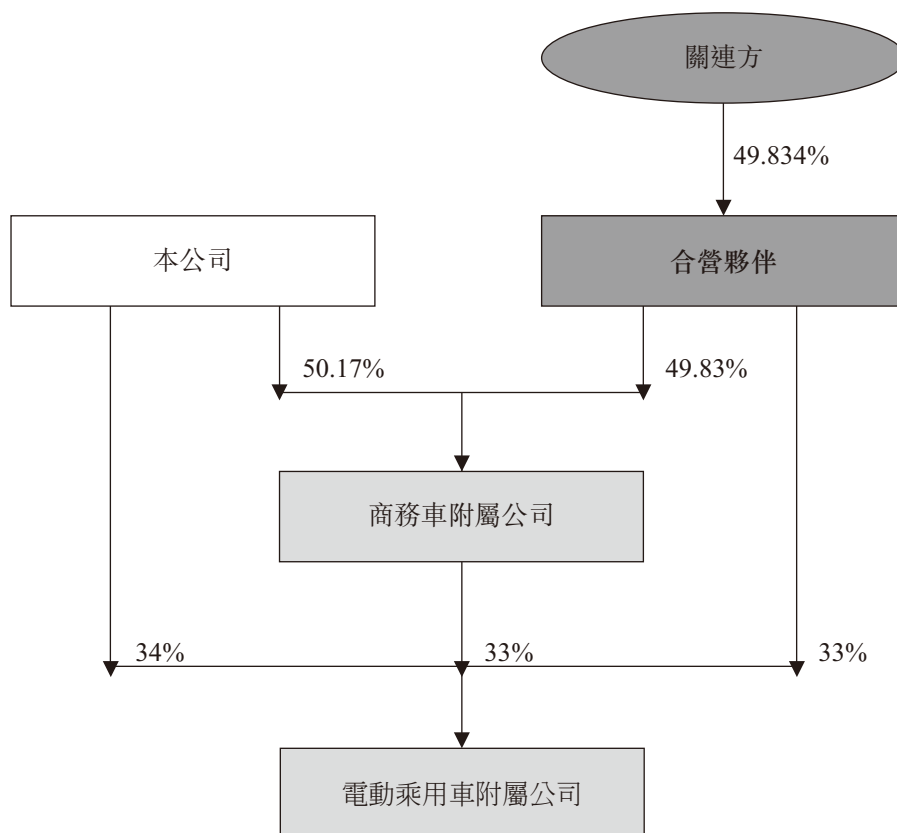 關連方
49.834%
本公司
合營夥伴
50.17%
49.83%
商務車附屬公司
34%
33%
33%
電動乘用車附屬公司